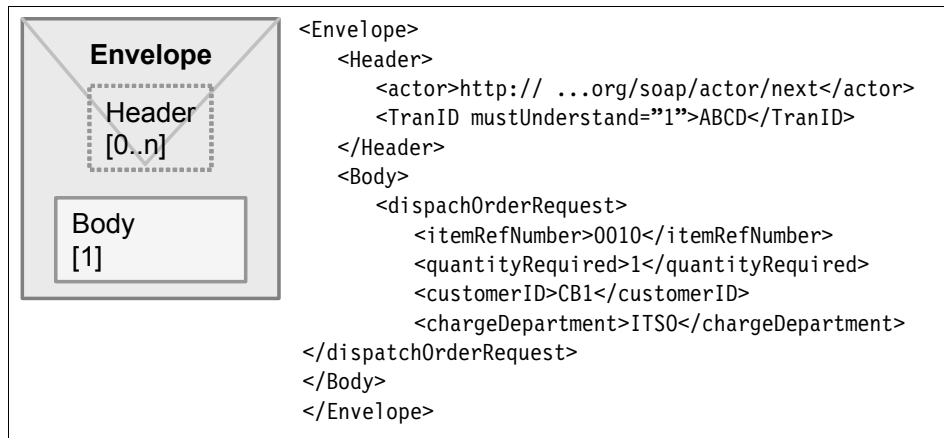 Envelope
Header
[0..n]
Body
[1]
<Envelope>
<Header>
<actor>http:// ...org/soap/actor/next</actor>
<TranID mustUnderstand=”1”>ABCD</TranID>
</Header>
<Body>
<dispachOrderRequest>
<itemRefNumber>0010</itemRefNumber>
<quantityRequired>1</quantityRequired>
<customerID>CB1</customerID>
<chargeDepartment>ITSO</chargeDepartment>
</dispatchOrderRequest>
</Body>
</Envelope>